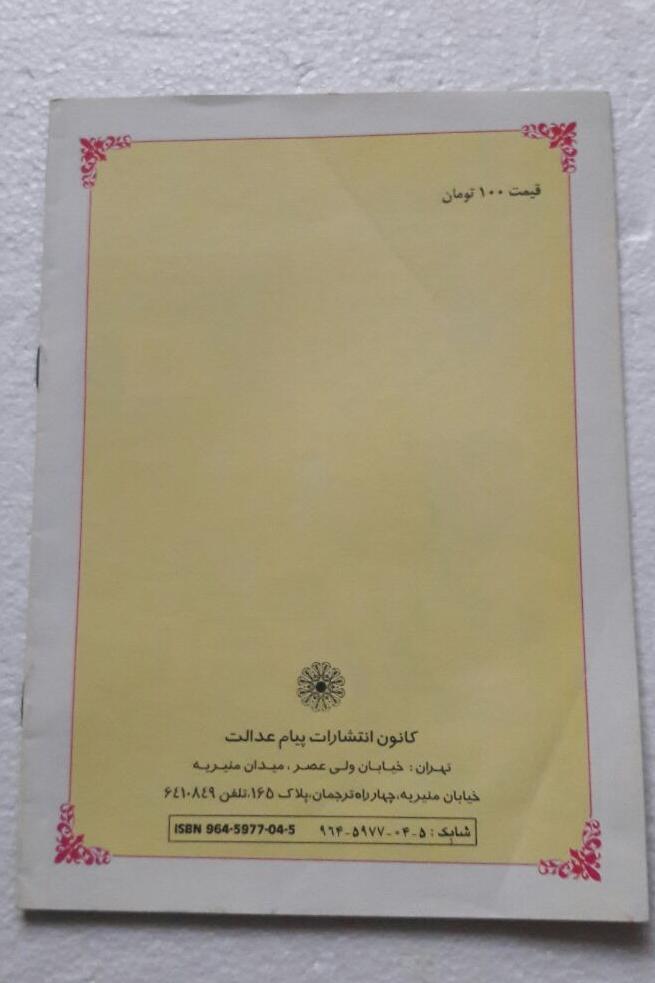 قیمت ۱۰۰ تومان
کانون انتشارات پیام عدالت
تهران: خیابان ولی عصر، میدان منیریه
خیابان منیریه، چهارراه ترجمان، پلاک ۱۶۵، تلفن ۶۴۱۰۸۴۹
شابک: ۵-۰۴-۵۹۷۷-۹۶۴ ISBN 964-5977-04-5